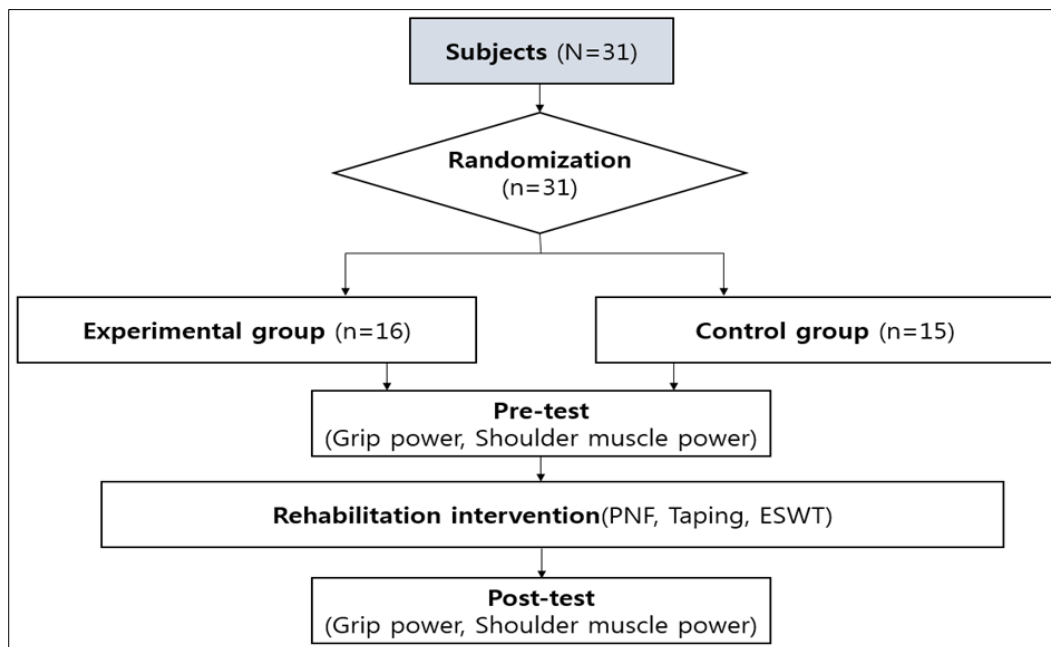 Subjects (N=31)
Randomization
(n=31)
Experimental group (n=16)
Control group (n=15)
Pre-test
(Grip power, Shoulder muscle power)
Rehabilitation intervention(PNF, Taping, ESWT)
Post-test
(Grip power, Shoulder muscle power)